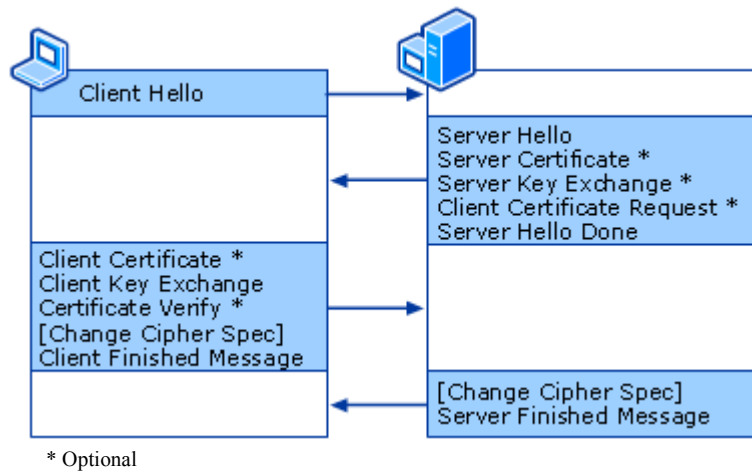 Client Hello
Server Hello
Server Certificate *
Server Key Exchange *
Client Certificate Request *
Server Hello Done
Client Certificate *
Client Key Exchange
Certificate Verify *
[Change Cipher Spec]
Client Finished Message
[Change Cipher Spec]
Server Finished Message
* Optional